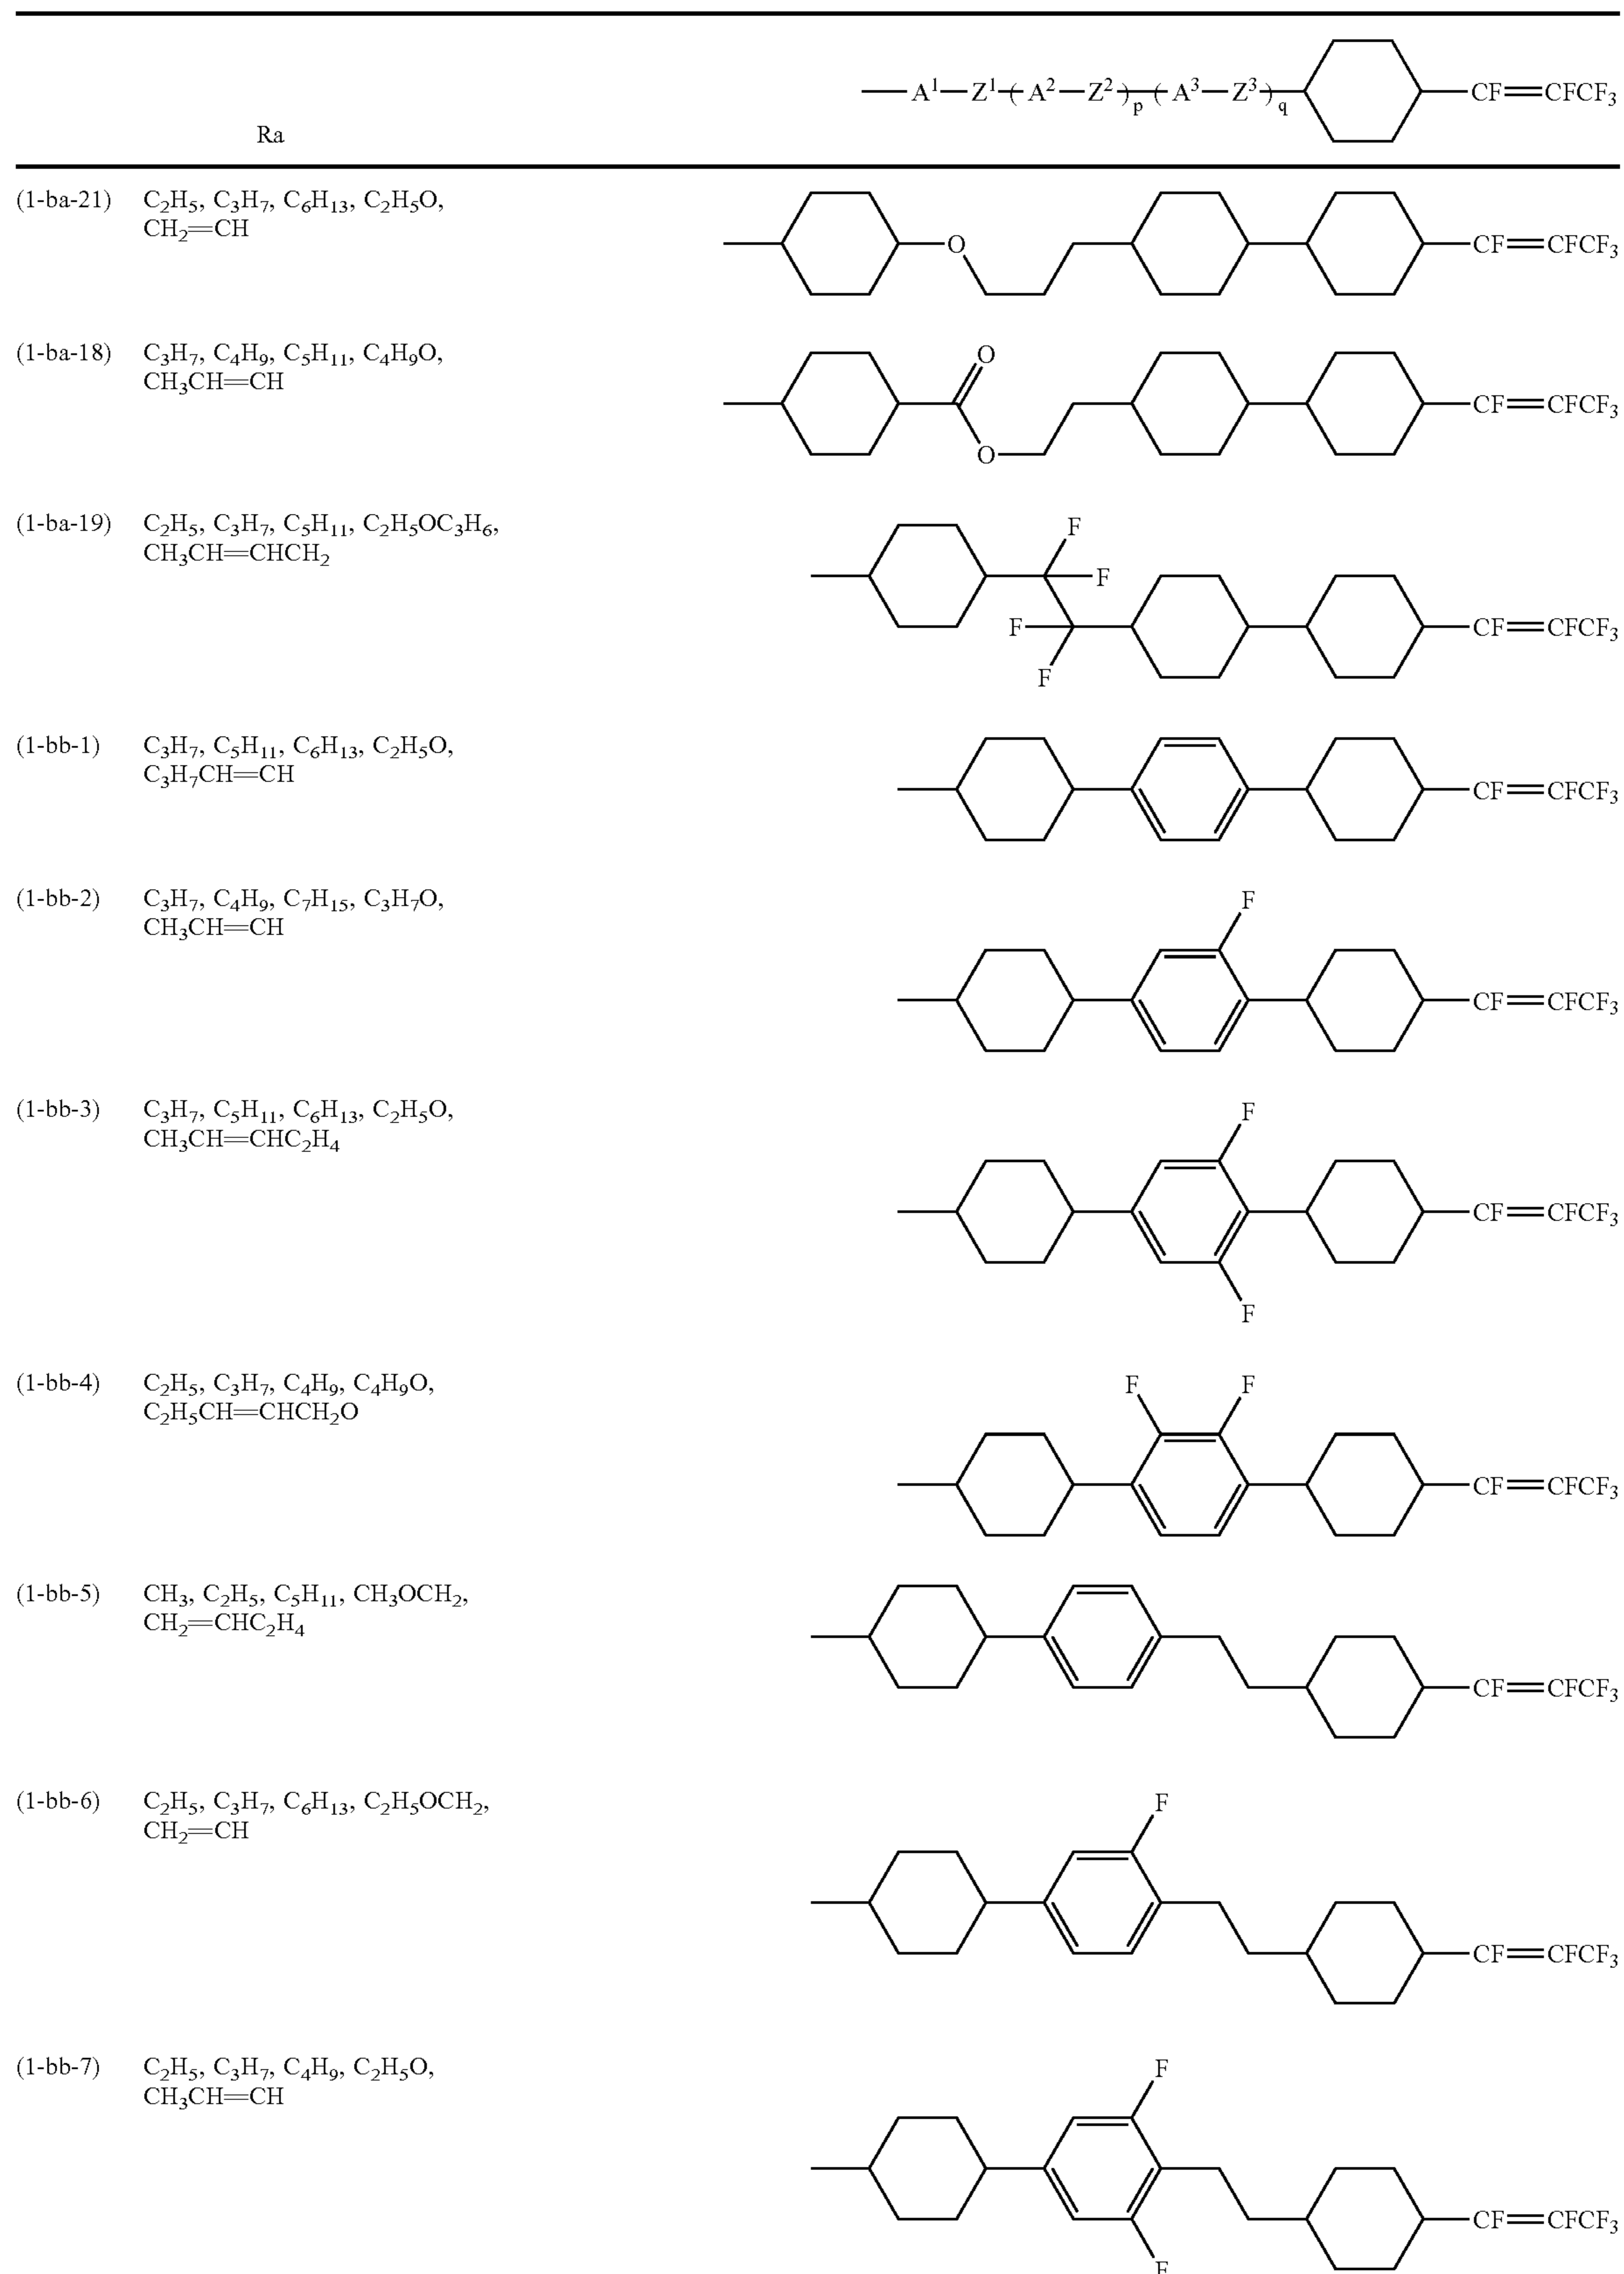 —A¹—Z¹—(A²—Z²)p—(A³—Z³)q—CF=CFCF₃
Ra
(1-ba-21) C₂H₅, C₃H₇, C₆H₁₃, C₂H₅O,
CH₂=CH
O
CF=CFCF₃
(1-ba-18) C₃H₇, C₄H₉, C₅H₁₁, C₄H₉O,
CH₃CH=CH
O
O
CF=CFCF₃
(1-ba-19) C₂H₅, C₃H₇, C₅H₁₁, C₂H₅OC₃H₆,
CH₃CH=CHCH₂
F
F
F
F
CF=CFCF₃
(1-bb-1) C₃H₇, C₅H₁₁, C₆H₁₃, C₂H₅O,
C₃H₇CH=CH
CF=CFCF₃
(1-bb-2) C₃H₇, C₄H₉, C₇H₁₅, C₃H₇O,
CH₃CH=CH
F
CF=CFCF₃
(1-bb-3) C₃H₇, C₅H₁₁, C₆H₁₃, C₂H₅O,
CH₃CH=CHC₂H₄
F
CF=CFCF₃
F
(1-bb-4) C₂H₅, C₃H₇, C₄H₉, C₄H₉O,
C₂H₅CH=CHCH₂O
F F
CF=CFCF₃
(1-bb-5) CH₃, C₂H₅, C₅H₁₁, CH₃OCH₂,
CH₂=CHC₂H₄
CF=CFCF₃
(1-bb-6) C₂H₅, C₃H₇, C₆H₁₃, C₂H₅OCH₂,
CH₂=CH
F
CF=CFCF₃
(1-bb-7) C₂H₅, C₃H₇, C₄H₉, C₂H₅O,
CH₃CH=CH
F
CF=CFCF₃
F